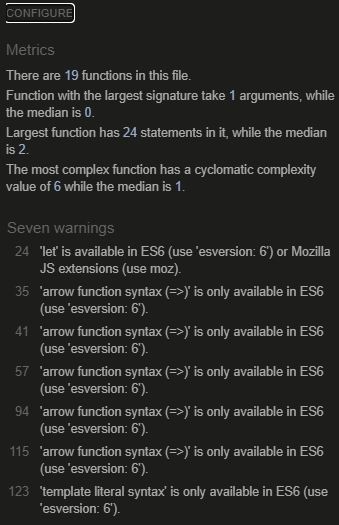 CONFIGURE
Metrics
There are 19 functions in this file.
Function with the largest signature take 1 arguments, while
the median is 0.
Largest function has 24 statements in it, while the median
is 2.
The most complex function has a cyclomatic complexity
value of 6 while the median is 1.
Seven warnings
24 'let' is available in ES6 (use 'esversion: 6') or Mozilla
JS extensions (use moz).
35 'arrow function syntax (=>)' is only available in ES6
(use 'esversion: 6').
41 'arrow function syntax (=>)' is only available in ES6
(use 'esversion: 6').
57 'arrow function syntax (=>)' is only available in ES6
(use 'esversion: 6').
94 'arrow function syntax (=>)' is only available in ES6
(use 'esversion: 6').
115 'arrow function syntax (=>)' is only available in ES6
(use 'esversion: 6').
123 'template literal syntax' is only available in ES6 (use
'esversion: 6').